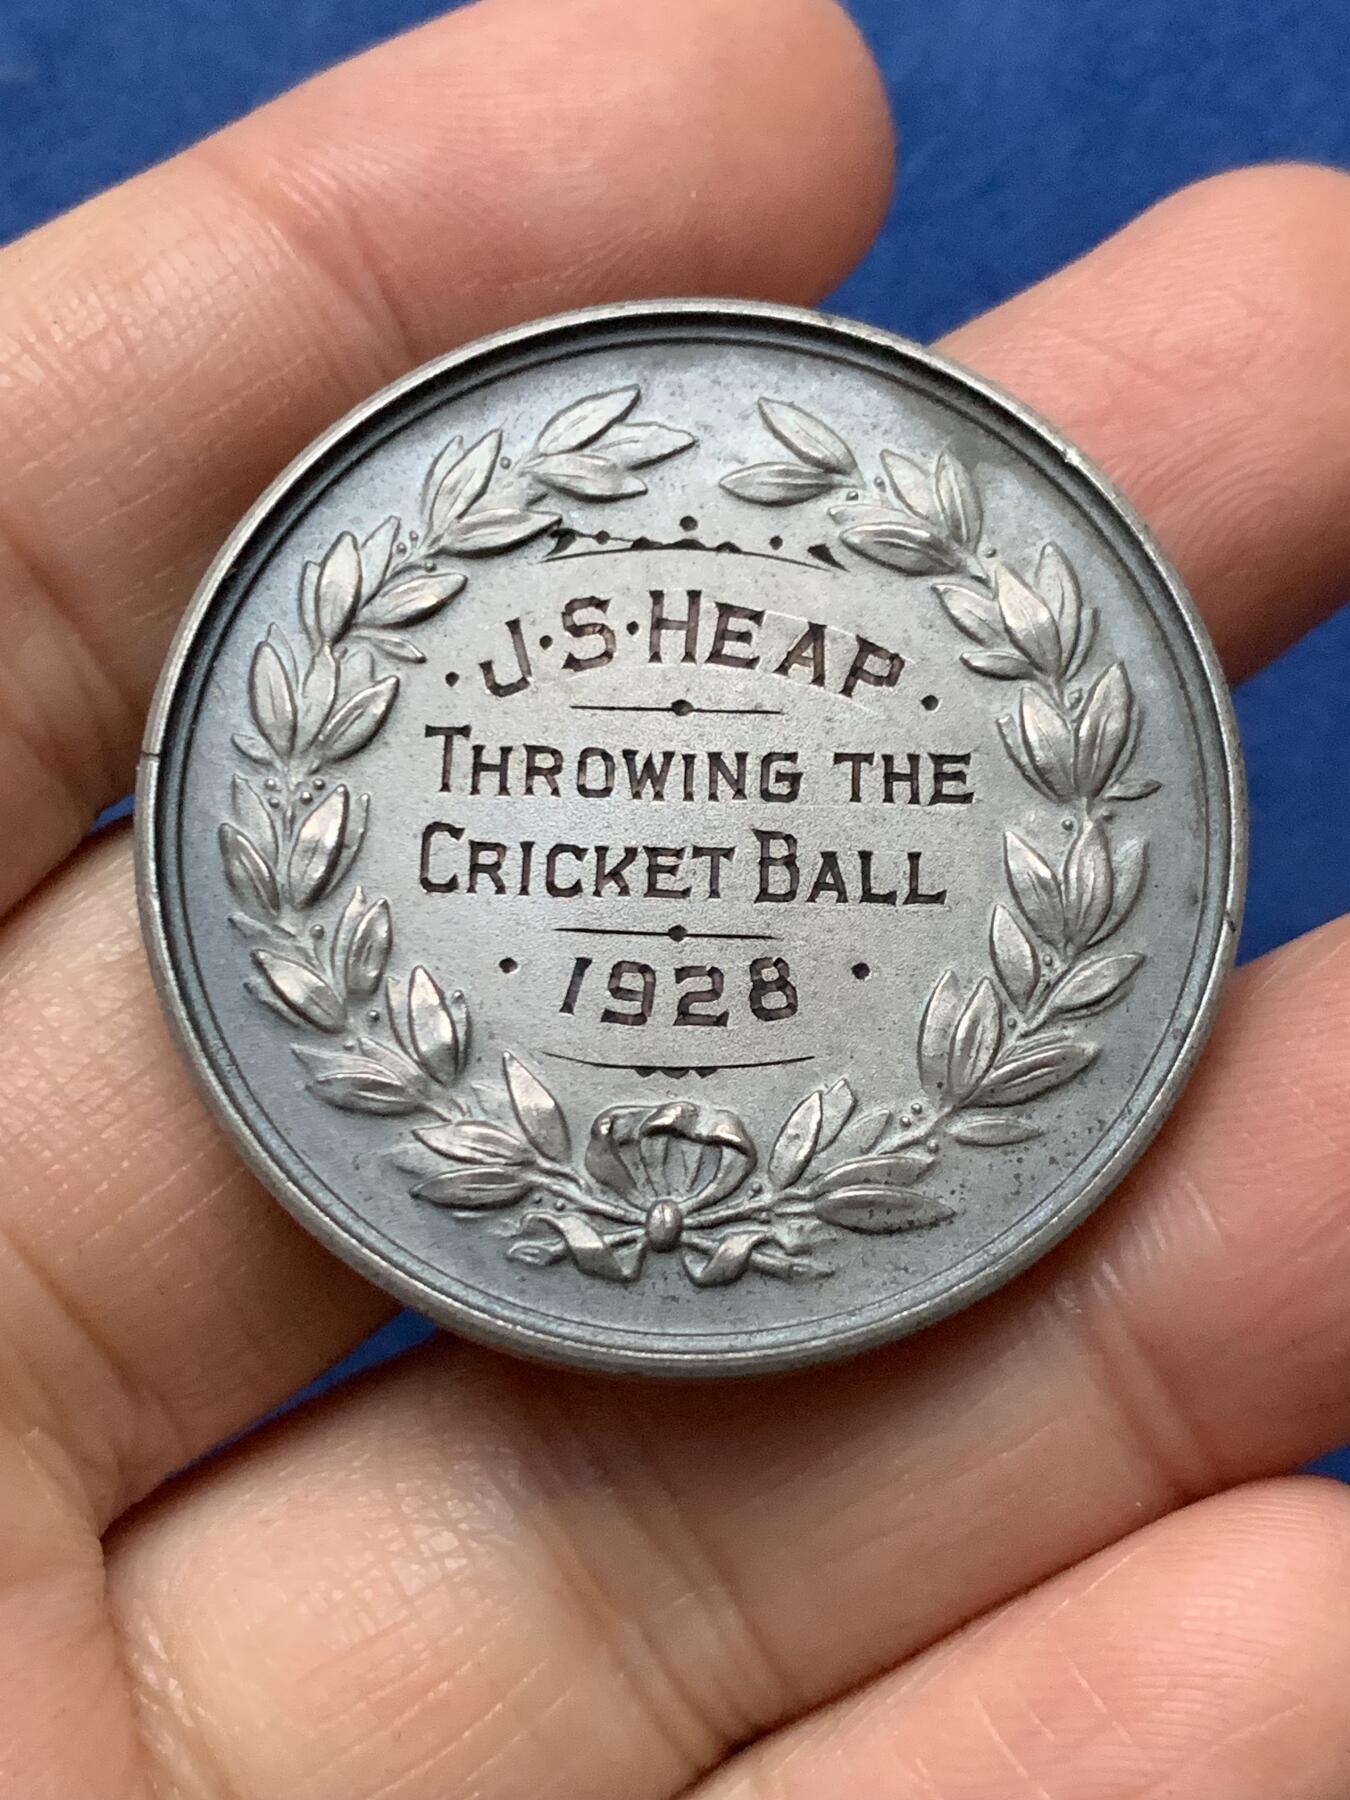 ·J·S·HEAP·
THROWING THE
CRICKET BALL
·1928·